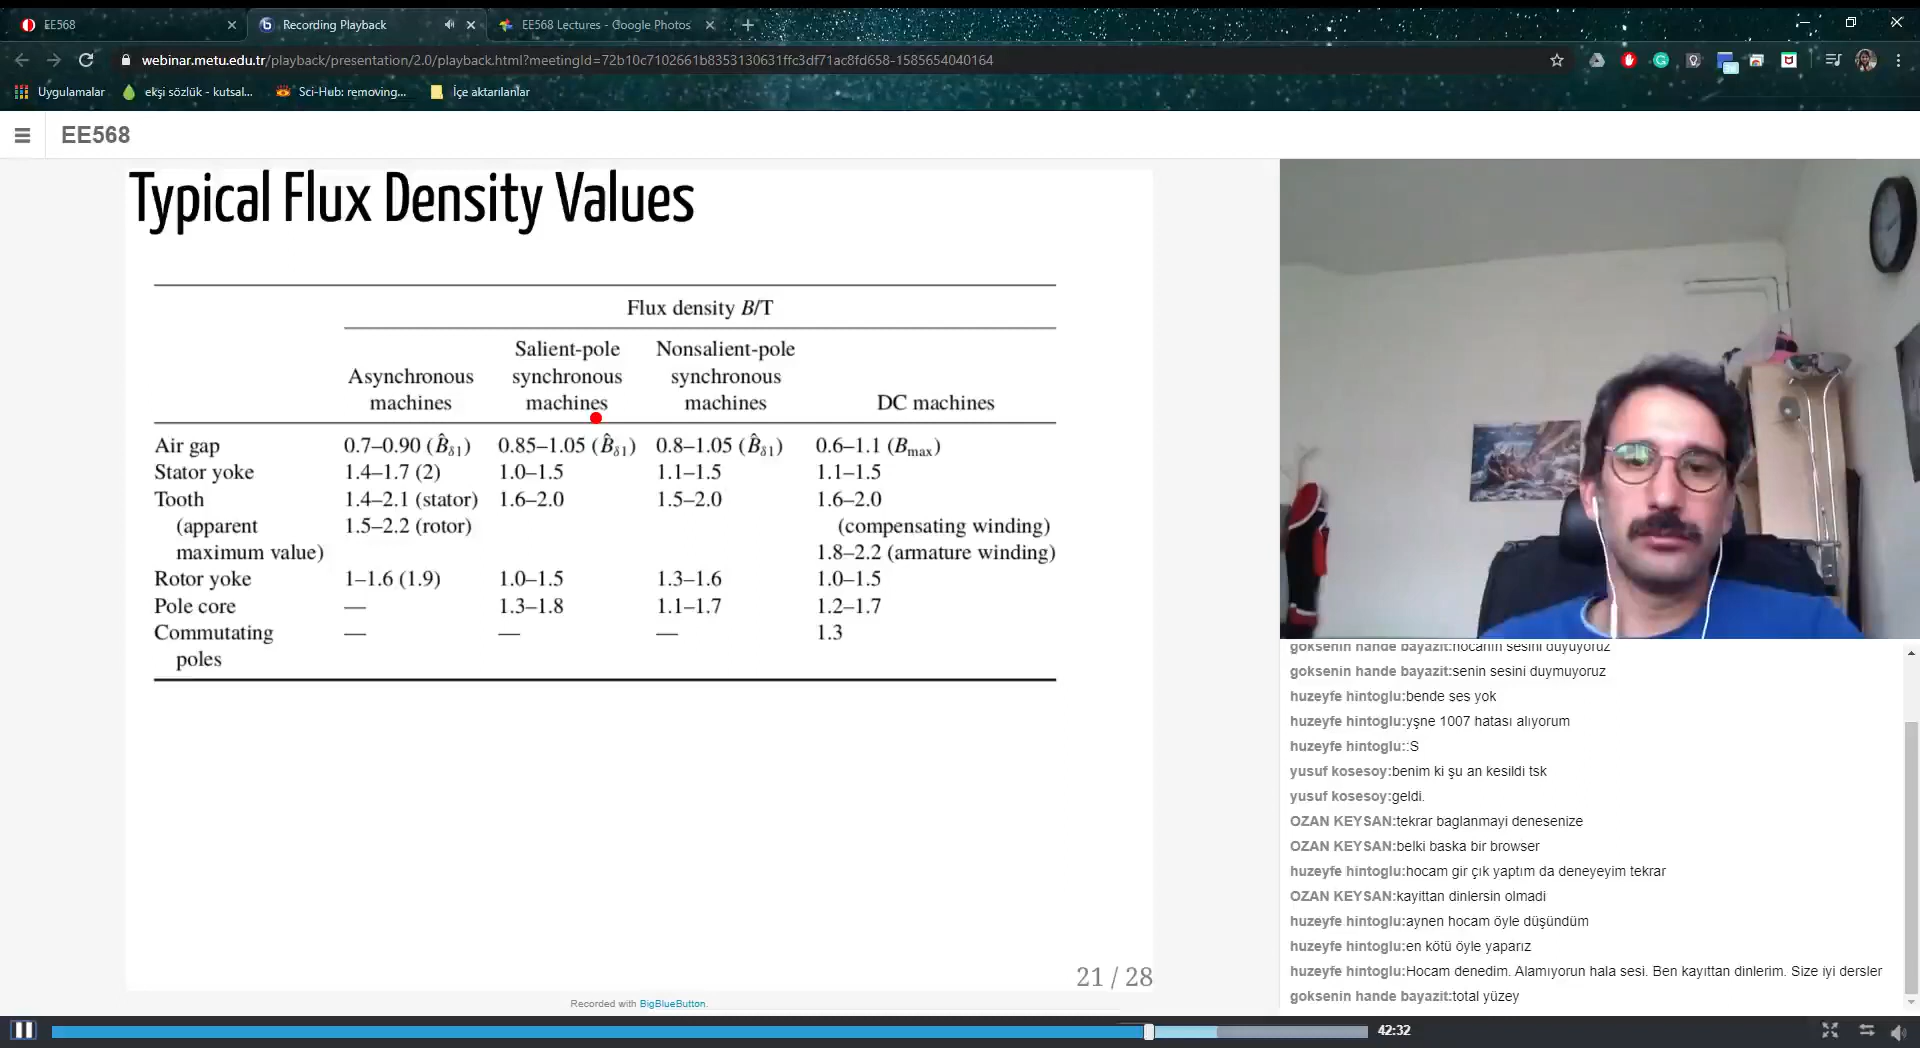 EE568
Recording Playback
EE568 Lectures - Google Photos
webinar.metu.edu.tr/playback/presentation/2.0/playback.html?meetingId=72b10c7102661b8353130631ffc3df71ac8fd658-1585654040164
Uygulamalar
ekşi sözlük - kutsal...
Sci-Hub: removing...
İçe aktarılanlar
EE568
Typical Flux Density Values
Flux density B/T
Asynchronous machines
Salient-pole synchronous machines
Nonsalient-pole synchronous machines
DC machines
Air gap 0.7–0.90 (B̂δ1) 0.85–1.05 (B̂δ1) 0.8–1.05 (B̂δ1) 0.6–1.1 (Bmax)
Stator yoke 1.4–1.7 (2) 1.0–1.5 1.1–1.5 1.1–1.5
Tooth 1.4–2.1 (stator) 1.6–2.0 1.5–2.0 1.6–2.0
(apparent 1.5–2.2 (rotor) (compensating winding)
maximum value) 1.8–2.2 (armature winding)
Rotor yoke 1–1.6 (1.9) 1.0–1.5 1.3–1.6 1.0–1.5
Pole core — 1.3–1.8 1.1–1.7 1.2–1.7
Commutating — — — 1.3
poles
21 / 28
Recorded with BigBlueButton.
goksenin hande bayazit:hocanın sesini duyuyoruz
goksenin hande bayazit:senin sesini duymuyoruz
huzeyfe hintoglu:bende ses yok
huzeyfe hintoglu:yşne 1007 hatası alıyorum
huzeyfe hintoglu::S
yusuf kosesoy:benim ki şu an kesildi tsk
yusuf kosesoy:geldi.
OZAN KEYSAN:tekrar baglanmayi denesenize
OZAN KEYSAN:belki baska bir browser
huzeyfe hintoglu:hocam gir çık yaptım da deneyeyim tekrar
OZAN KEYSAN:kayittan dinlersin olmadi
huzeyfe hintoglu:aynen hocam öyle düşündüm
huzeyfe hintoglu:en kötü öyle yaparız
huzeyfe hintoglu:Hocam denedim. Alamıyorun hala sesi. Ben kayıttan dinlerim. Size iyi dersler
goksenin hande bayazit:total yüzey
42:32